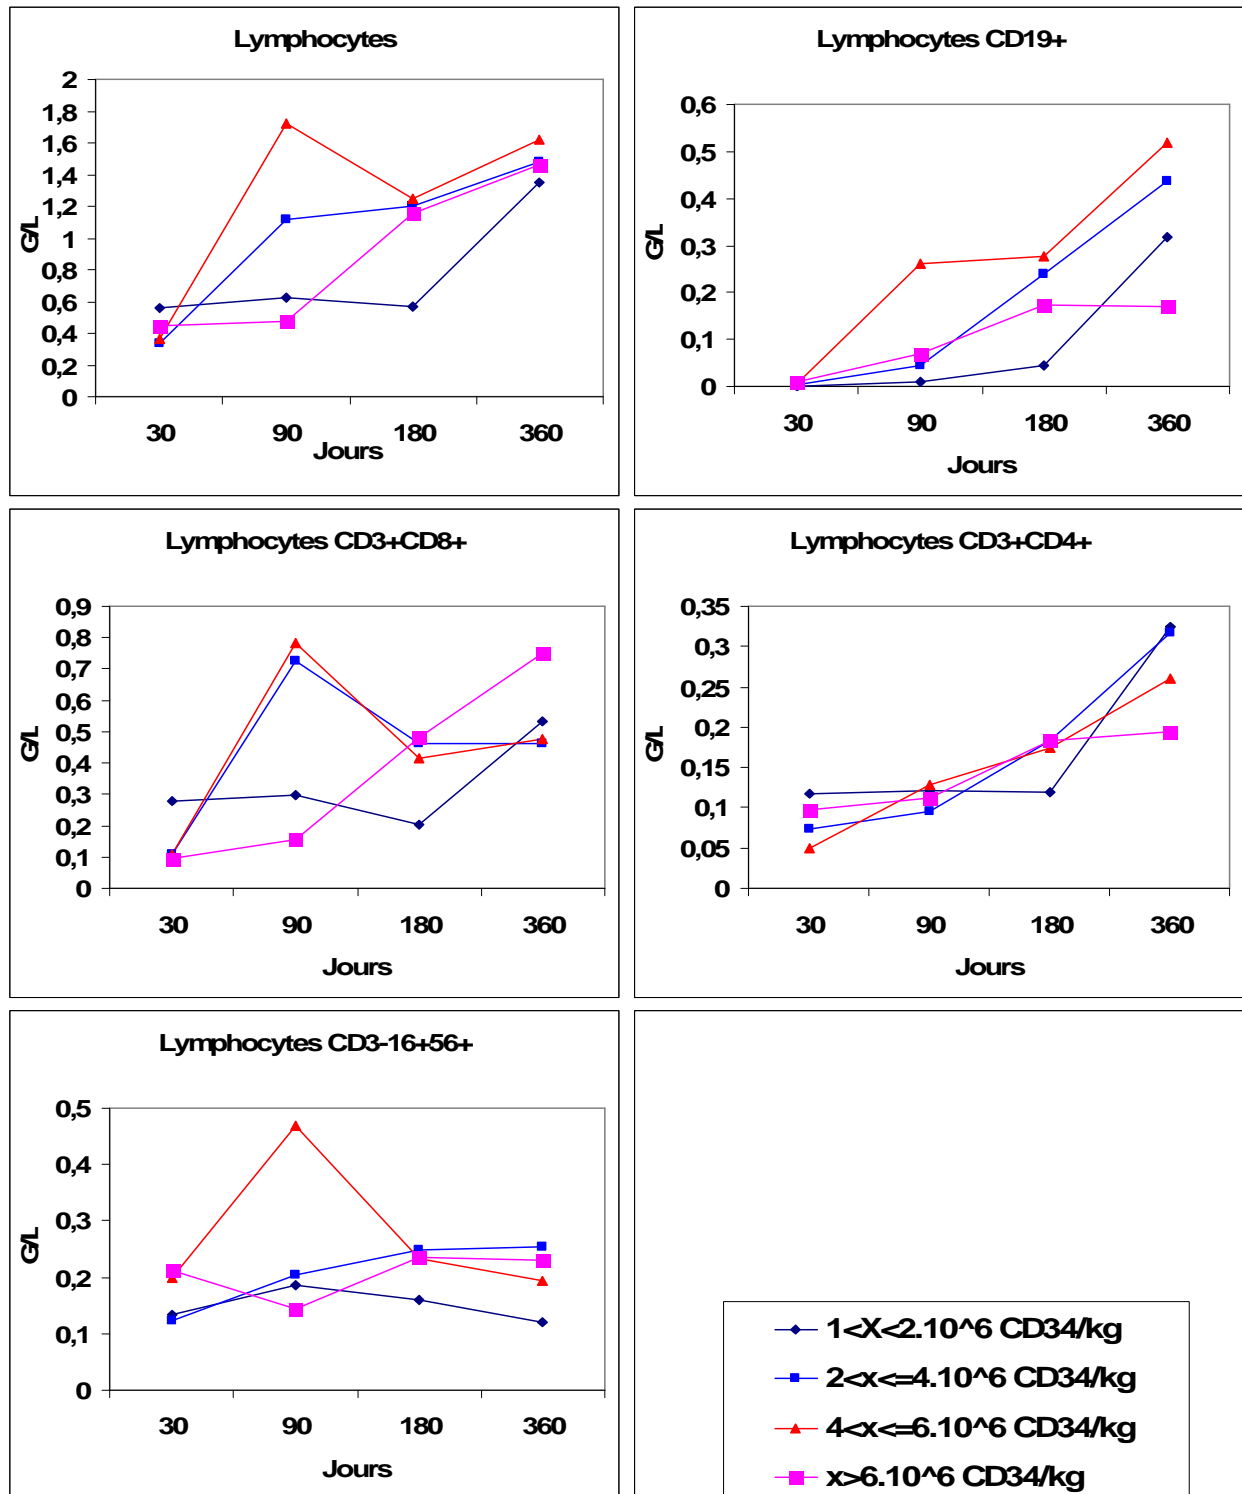 Lymphocytes
2
1,8
1,6
1,4
1,2
1
0,8
0,6
0,4
0,2
0
G/L
30 90 180 360
Jours
Lymphocytes CD19+
0,6
0,5
0,4
0,3
0,2
0,1
0
G/L
30 90 180 360
Jours
Lymphocytes CD3+CD8+
0,9
0,8
0,7
0,6
0,5
0,4
0,3
0,2
0,1
0
G/L
30 90 180 360
Jours
Lymphocytes CD3+CD4+
0,35
0,3
0,25
0,2
0,15
0,1
0,05
0
G/L
30 90 180 360
Jours
Lymphocytes CD3-16+56+
0,5
0,4
0,3
0,2
0,1
0
G/L
30 90 180 360
Jours
1<X<2.10^6 CD34/kg
2<x<=4.10^6 CD34/kg
4<x<=6.10^6 CD34/kg
x>6.10^6 CD34/kg